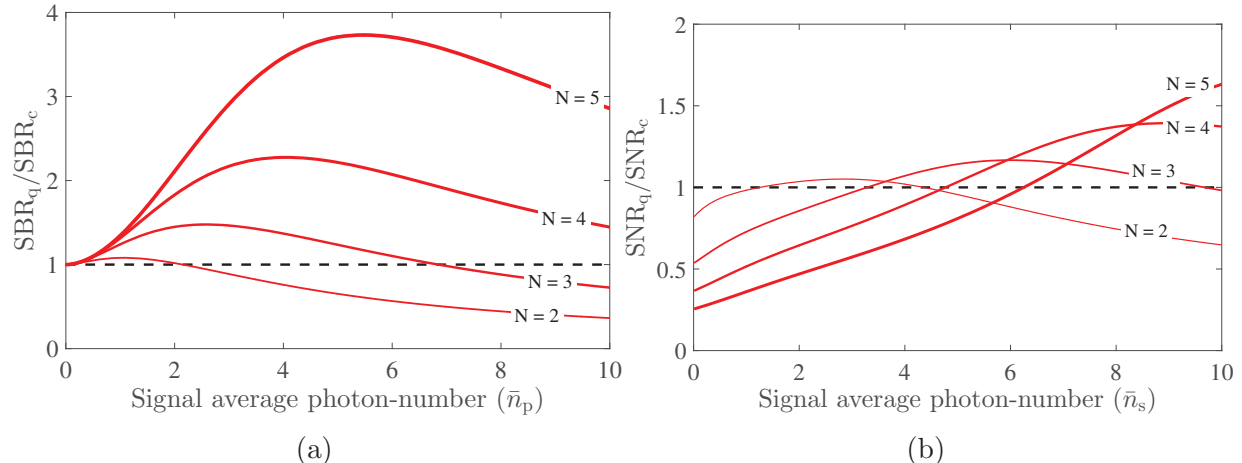 4
3
2
1
0
SBR_q/SBR_c
N = 5
N = 4
N = 3
N = 2
0 2 4 6 8 10
Signal average photon-number (n̄_p)
(a)
2
1.5
1
0.5
0
SNR_q/SNR_c
N = 5
N = 4
N = 3
N = 2
0 2 4 6 8 10
Signal average photon-number (n̄_s)
(b)